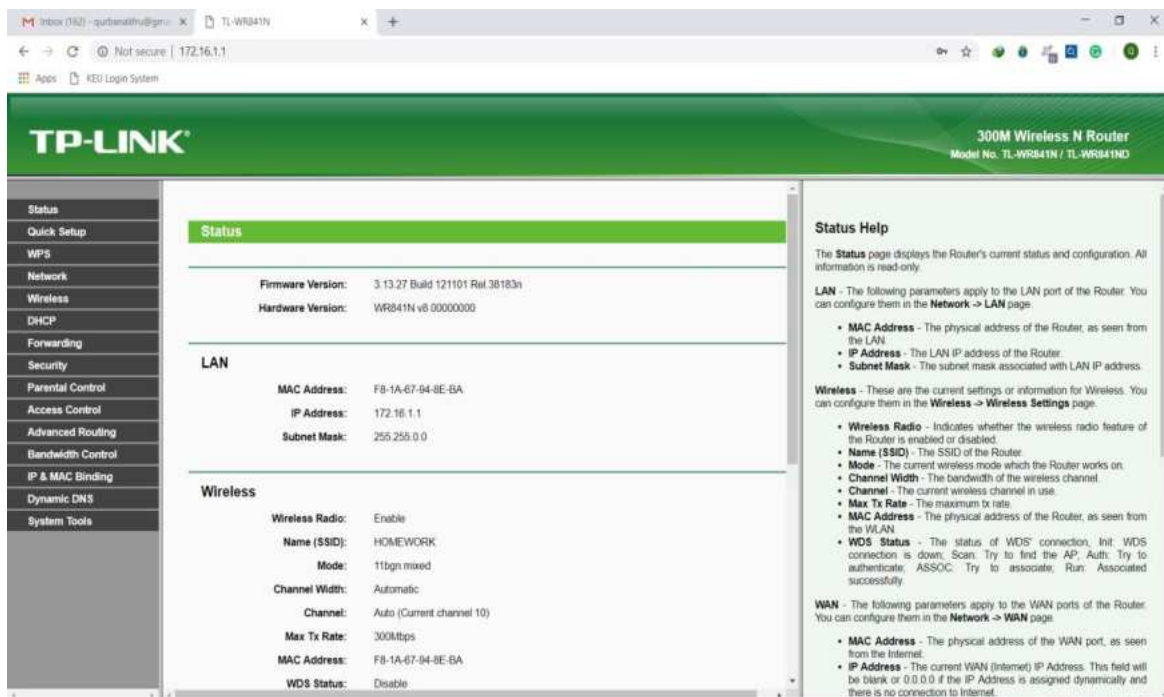 Inbox (162) - qurbanalifru@gma
TL-WR841N
Not secure | 172.16.1.1
Apps
KEU Login System
TP-LINK®
300M Wireless N Router
Model No. TL-WR841N / TL-WR841ND
Status
Quick Setup
WPS
Network
Wireless
DHCP
Forwarding
Security
Parental Control
Access Control
Advanced Routing
Bandwidth Control
IP & MAC Binding
Dynamic DNS
System Tools
Status
Firmware Version: 3.13.27 Build 121101 Rel.38183n
Hardware Version: WR841N v8 00000000
LAN
MAC Address: F8-1A-67-94-8E-BA
IP Address: 172.16.1.1
Subnet Mask: 255.255.0.0
Wireless
Wireless Radio: Enable
Name (SSID): HOMEWORK
Mode: 11bgn mixed
Channel Width: Automatic
Channel: Auto (Current channel 10)
Max Tx Rate: 300Mbps
MAC Address: F8-1A-67-94-8E-BA
WDS Status: Disable
Status Help
The Status page displays the Router's current status and configuration. All
information is read-only.
LAN - The following parameters apply to the LAN port of the Router. You
can configure them in the Network -> LAN page.
• MAC Address - The physical address of the Router, as seen from
the LAN.
• IP Address - The LAN IP address of the Router.
• Subnet Mask - The subnet mask associated with LAN IP address.
Wireless - These are the current settings or information for Wireless. You
can configure them in the Wireless -> Wireless Settings page.
• Wireless Radio - Indicates whether the wireless radio feature of
the Router is enabled or disabled.
• Name (SSID) - The SSID of the Router.
• Mode - The current wireless mode which the Router works on.
• Channel Width - The bandwidth of the wireless channel.
• Channel - The current wireless channel in use.
• Max Tx Rate - The maximum tx rate.
• MAC Address - The physical address of the Router, as seen from
the WLAN.
• WDS Status - The status of WDS' connection, Init: WDS
connection is down; Scan: Try to find the AP; Auth: Try to
authenticate; ASSOC: Try to associate; Run: Associated
successfully.
WAN - The following parameters apply to the WAN ports of the Router.
You can configure them in the Network -> WAN page.
• MAC Address - The physical address of the WAN port, as seen
from the Internet.
• IP Address - The current WAN (Internet) IP Address. This field will
be blank or 0.0.0.0 if the IP Address is assigned dynamically and
there is no connection to Internet.